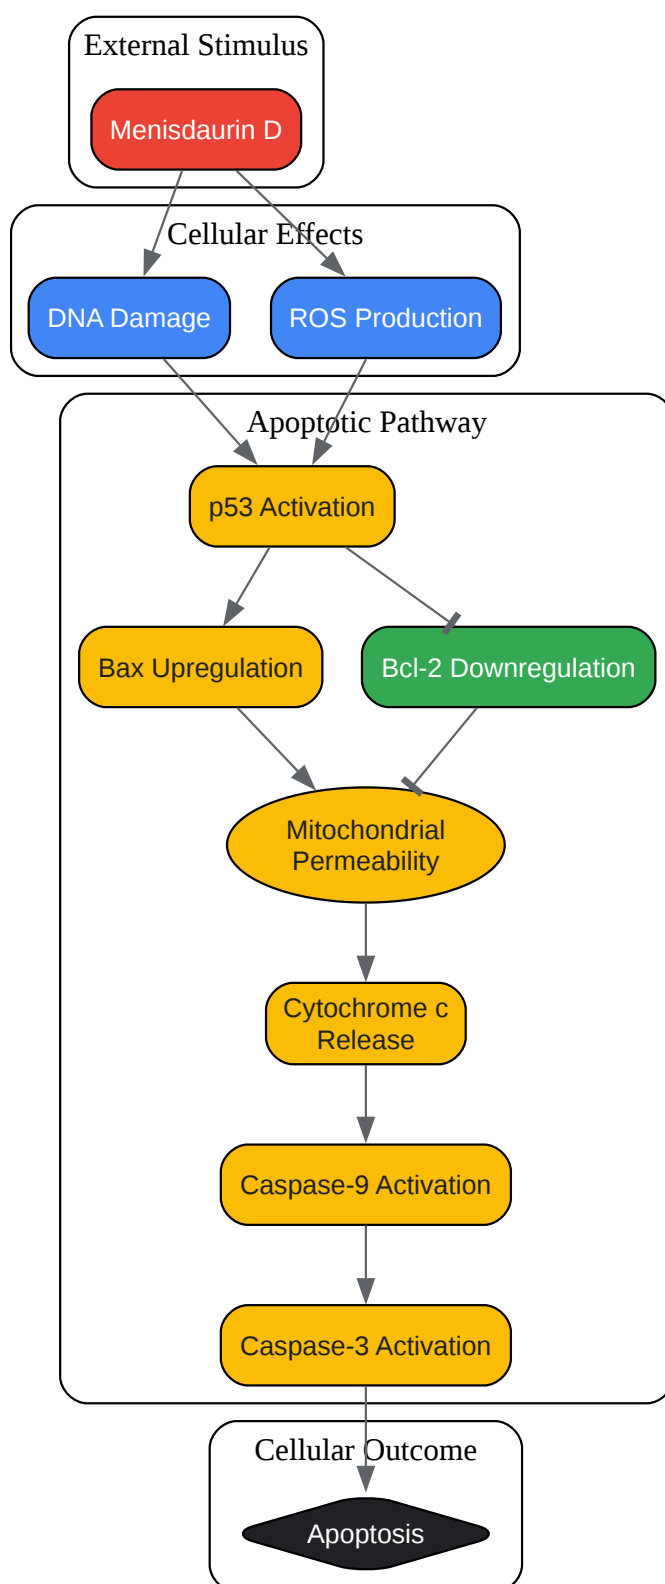 External Stimulus
Menisdaurin D
Cellular Effects
DNA Damage
ROS Production
Apoptotic Pathway
p53 Activation
Bax Upregulation
Bcl-2 Downregulation
Mitochondrial
Permeability
Cytochrome c
Release
Caspase-9 Activation
Caspase-3 Activation
Cellular Outcome
Apoptosis